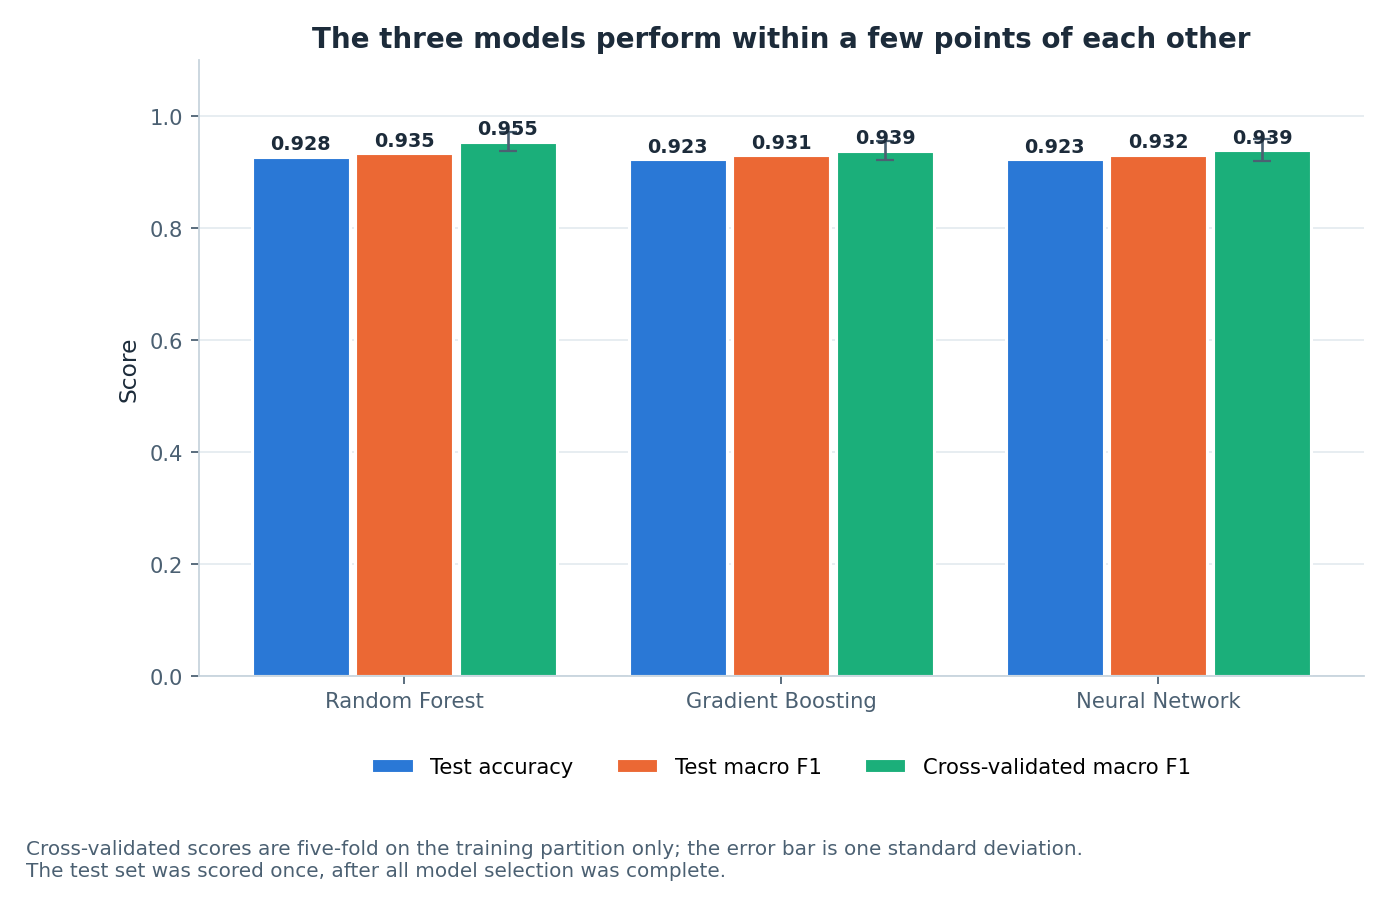 The three models perform within a few points of each other
1.0
0.8
0.6
0.4
0.2
0.0
Score
0.928
0.935
0.955
0.923
0.931
0.939
0.923
0.932
0.939
Random Forest
Gradient Boosting
Neural Network
Test accuracy
Test macro F1
Cross-validated macro F1
Cross-validated scores are five-fold on the training partition only; the error bar is one standard deviation.
The test set was scored once, after all model selection was complete.